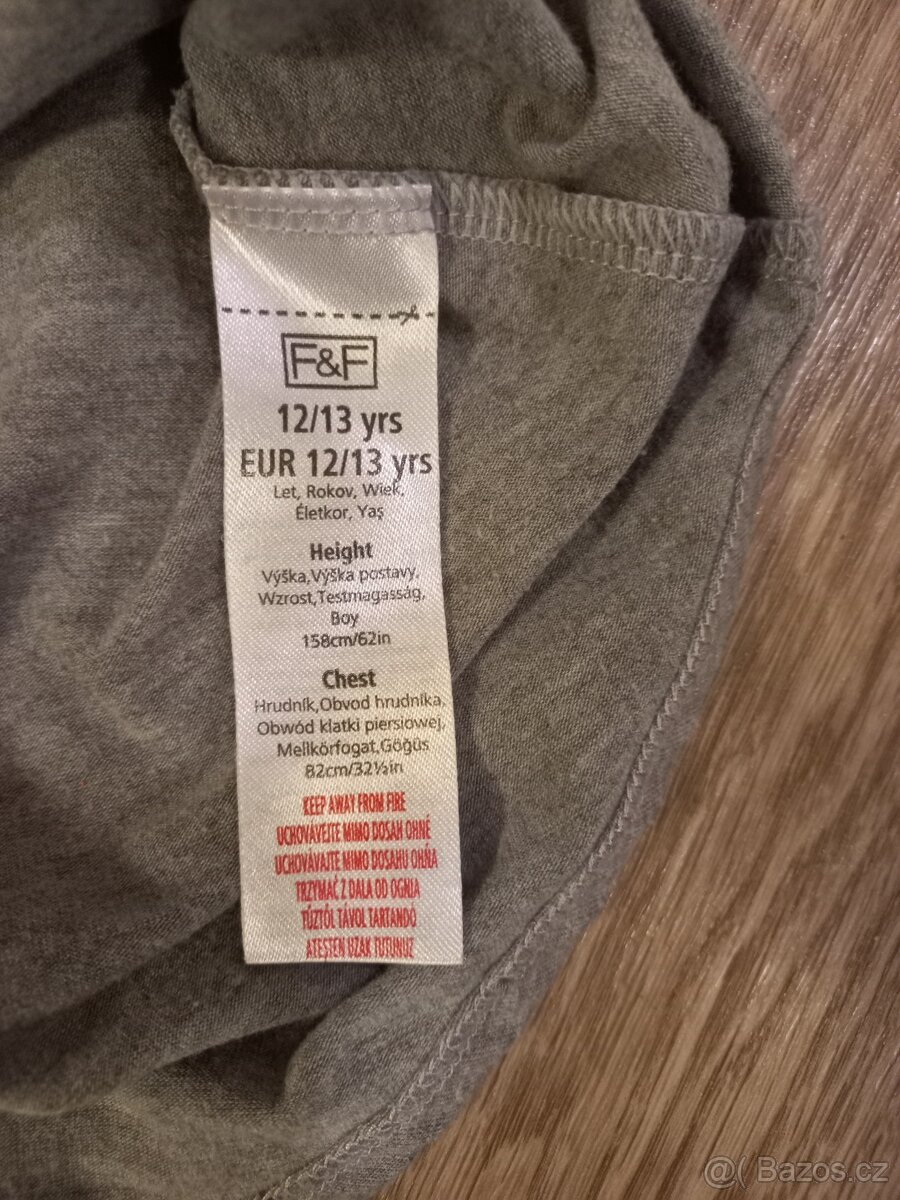 F&F
12/13 yrs
EUR 12/13 yrs
Let, Rokov, Wiek,
Életkor, Yaş
Height
Výška,Výška postavy,
Wzrost,Testmagasság,
Boy
158cm/62in
Chest
Hrudník,Obvod hrudníka,
Obwód klatki piersiowej,
Mellkörfogat,Göğüs
82cm/32½in
KEEP AWAY FROM FIRE
UCHOVÁVEJTE MIMO DOSAH OHNĚ
UCHOVÁVAJTE MIMO DOSAHU OHŇA
TRZYMAĆ Z DALA OD OGNIA
TŰZTŐL TÁVOL TARTANDÓ
ATEŞTEN UZAK TUTUNUZ
@( Bazos.cz